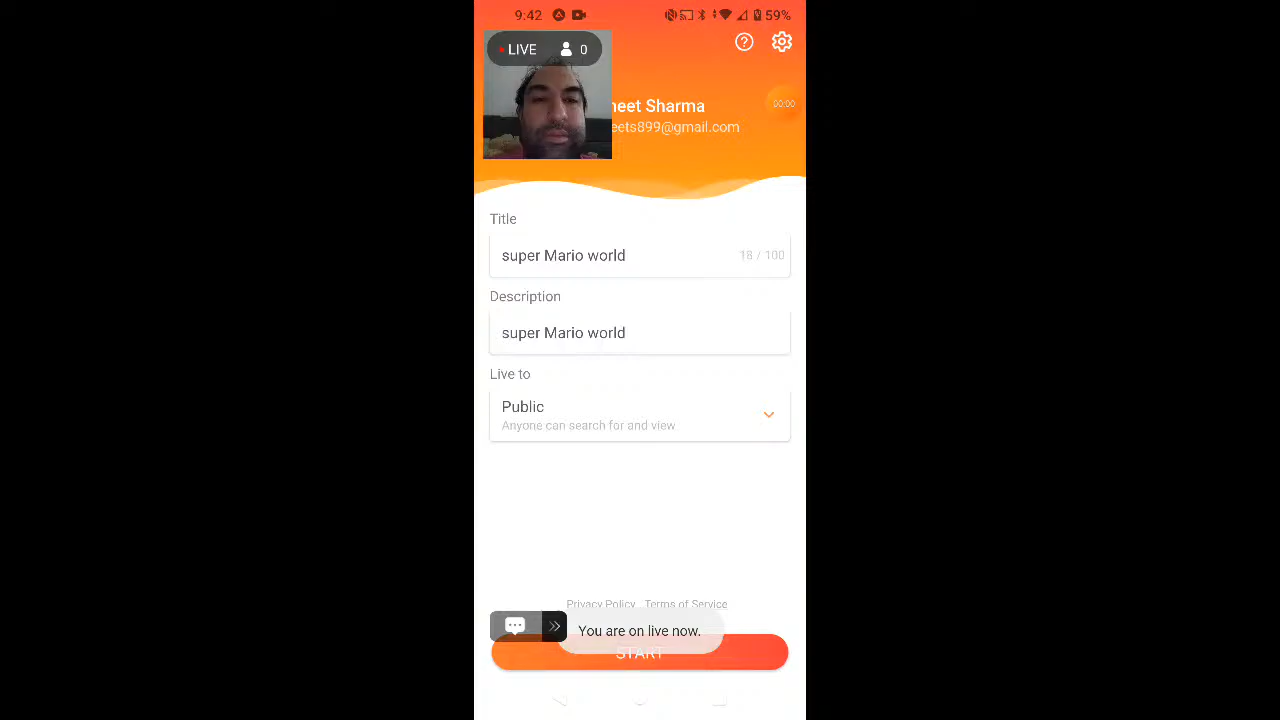 9:42 59%
LIVE 0
neet Sharma
00:00
eets899@gmail.com
Title
super Mario world 18 / 100
Description
super Mario world
Live to
Public
Anyone can search for and view
Privacy Policy . Terms of Service
You are on live now.
START